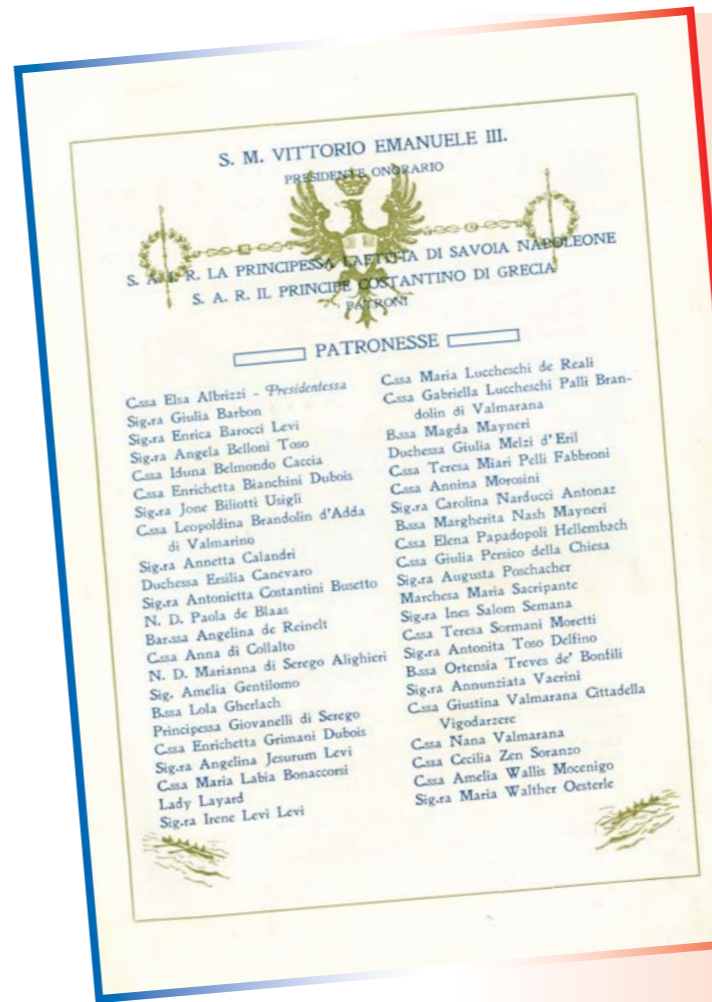 S. M. VITTORIO EMANUELE III.
PRESIDENTE ONORARIO
S. A. I. R. LA PRINCIPESSA LAETITIA DI SAVOIA NAPOLEONE
S. A. R. IL PRINCIPE COSTANTINO DI GRECIA
PATRONI
PATRONESSE
C.ssa Elsa Albrizzi - Presidentessa
Sig.ra Giulia Barbon
Sig.ra Enrica Barocci Levi
Sig.ra Angela Belloni Toso
C.ssa Iduna Belmondo Caccia
C.ssa Enrichetta Bianchini Dubois
Sig.ra Jone Biliotti Usigli
C.ssa Leopoldina Brandolin d'Adda
di Valmarino
Sig.ra Annetta Calandri
Duchessa Ersilia Canevaro
Sig.ra Antonietta Costantini Busetto
N. D. Paola de Blaas
Bar.ssa Angelina de Reinelt
C.ssa Anna di Collalto
N. D. Marianna di Serego Alighieri
Sig. Amelia Gentilomo
B.ssa Lola Gherlach
Principessa Giovanelli di Serego
C.ssa Enrichetta Grimani Dubois
Sig.ra Angelina Jesurum Levi
C.ssa Maria Labia Bonaccorsi
Lady Layard
Sig.ra Irene Levi Levi
C.ssa Maria Luccheschi de Reali
C.ssa Gabriella Luccheschi Palli Bran-
dolin di Valmarana
B.ssa Magda Mayneri
Duchessa Giulia Melzi d'Eril
C.ssa Teresa Miari Pelli Fabbroni
C.ssa Annina Morosini
Sig.ra Carolina Narducci Antonaz
B.ssa Margherita Nash Mayneri
C.ssa Elena Papadopoli Hellembach
C.ssa Giulia Persico della Chiesa
Sig.ra Augusta Poschacher
Marchesa Maria Sacripante
Sig.ra Ines Salom Semana
C.ssa Teresa Sormani Moretti
Sig.ra Antonita Toso Delfino
B.ssa Ortensia Treves de' Bonfili
Sig.ra Annunziata Vaerini
C.ssa Giustina Valmarana Cittadella
Vigodarzere
C.ssa Nana Valmarana
C.ssa Cecilia Zen Soranzo
C.ssa Amelia Wallis Mocenigo
Sig.ra Maria Walther Oesterle